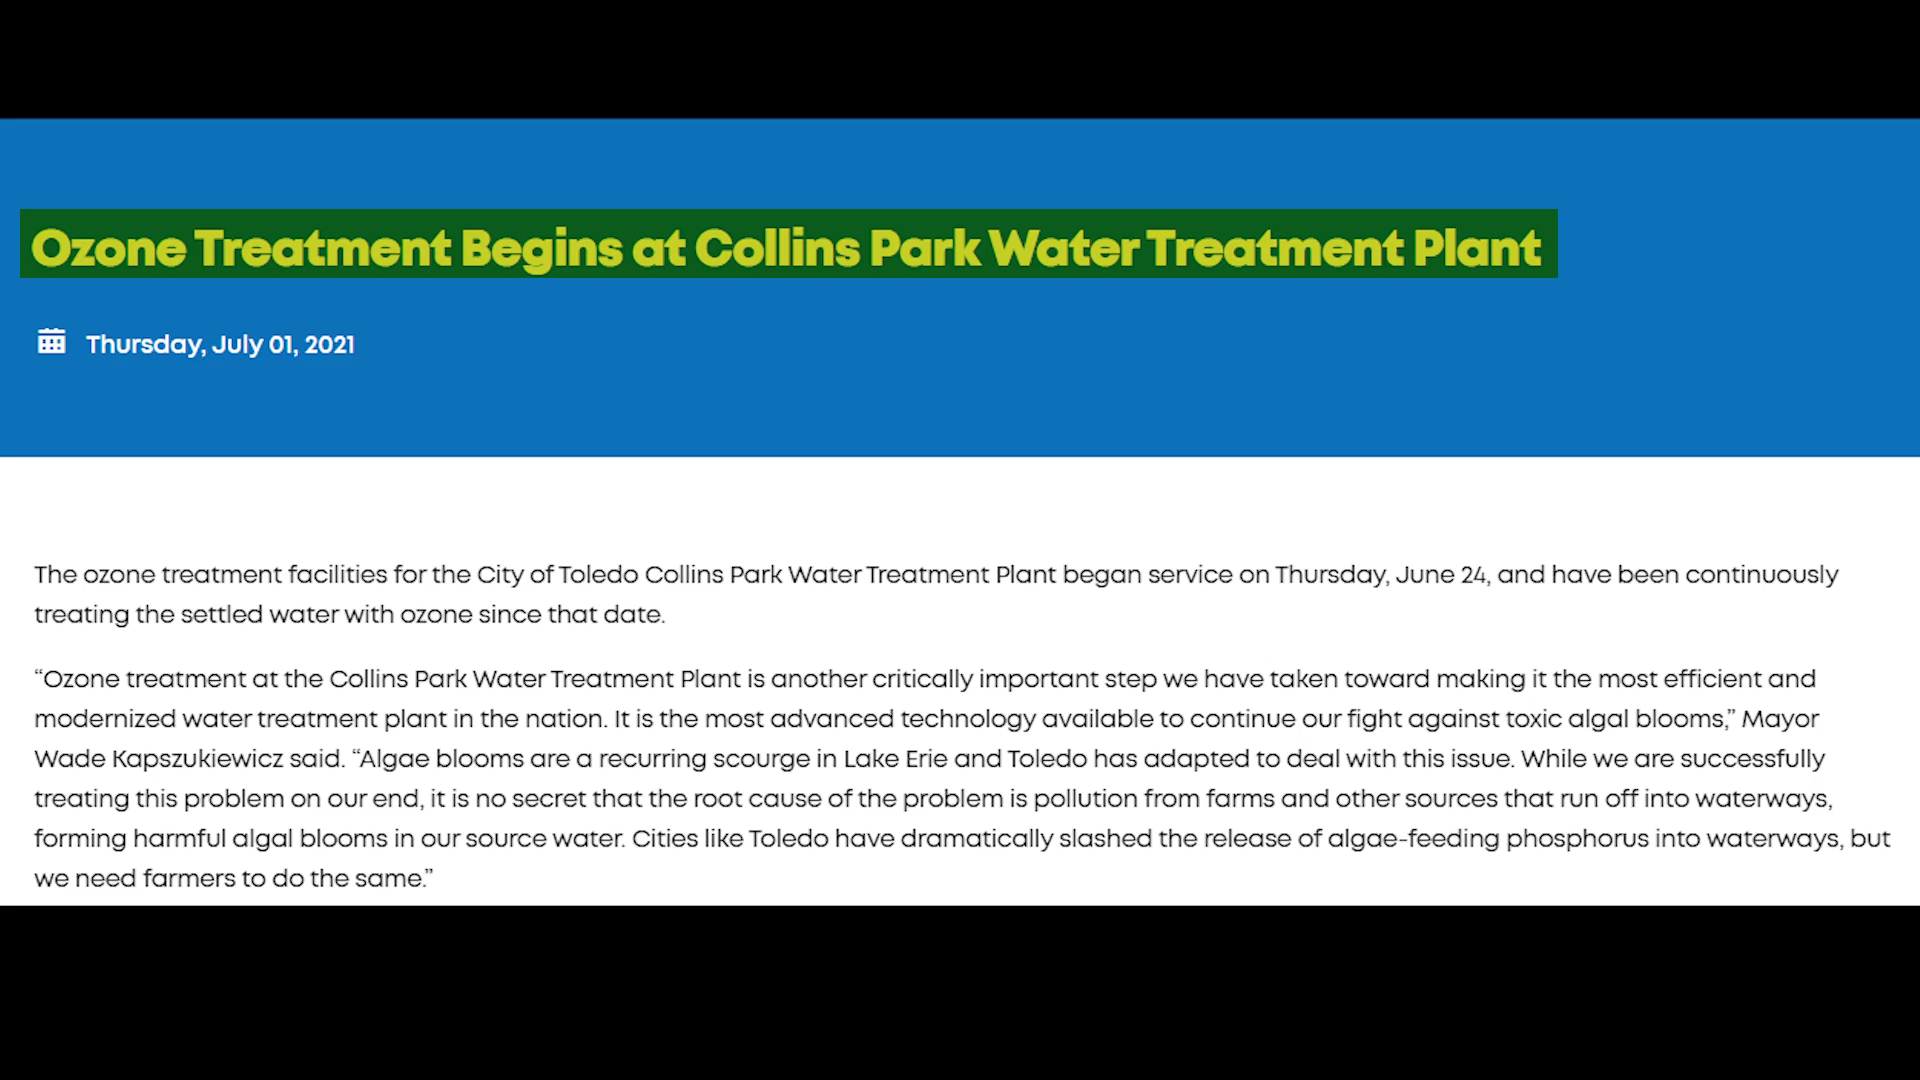 Ozone Treatment Begins at Collins Park Water Treatment Plant
Thursday, July 01, 2021
The ozone treatment facilities for the City of Toledo Collins Park Water Treatment Plant began service on Thursday, June 24, and have been continuously
treating the settled water with ozone since that date.
“Ozone treatment at the Collins Park Water Treatment Plant is another critically important step we have taken toward making it the most efficient and
modernized water treatment plant in the nation. It is the most advanced technology available to continue our fight against toxic algal blooms,” Mayor
Wade Kapszukiewicz said. “Algae blooms are a recurring scourge in Lake Erie and Toledo has adapted to deal with this issue. While we are successfully
treating this problem on our end, it is no secret that the root cause of the problem is pollution from farms and other sources that run off into waterways,
forming harmful algal blooms in our source water. Cities like Toledo have dramatically slashed the release of algae-feeding phosphorus into waterways, but
we need farmers to do the same.”